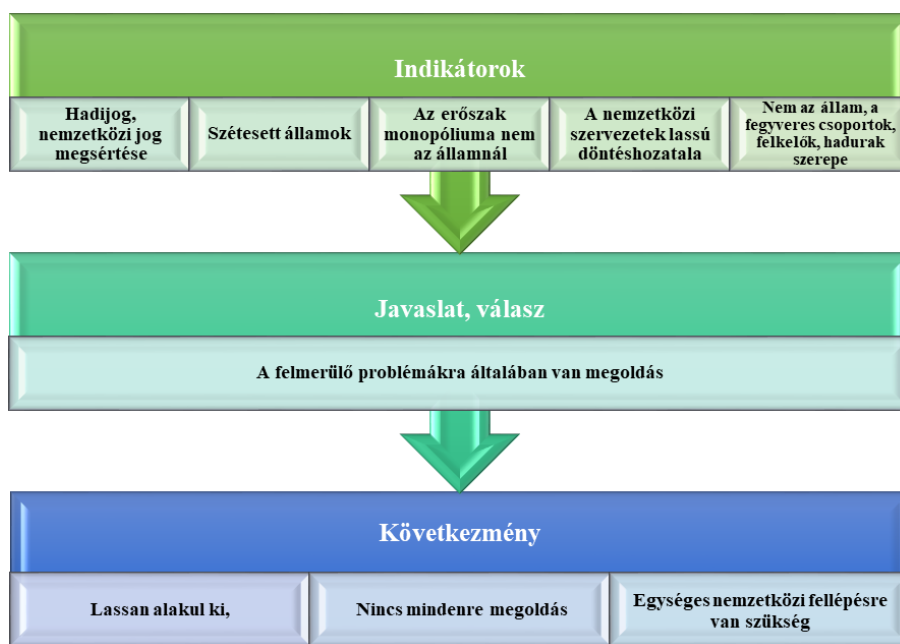 Indikátorok
Hadijog,
nemzetközi jog
megsértése
Szétesett államok
Az erőszak
monopóliuma nem
az államnál
A nemzetközi
szervezetek lassú
döntéshozatala
Nem az állam, a
fegyveres csoportok,
felkelők, hadurak
szerepe
Javaslat, válasz
A felmerülő problémákra általában van megoldás
Következmény
Lassan alakul ki,
Nincs mindenre megoldás
Egységes nemzetközi fellépésre
van szükség